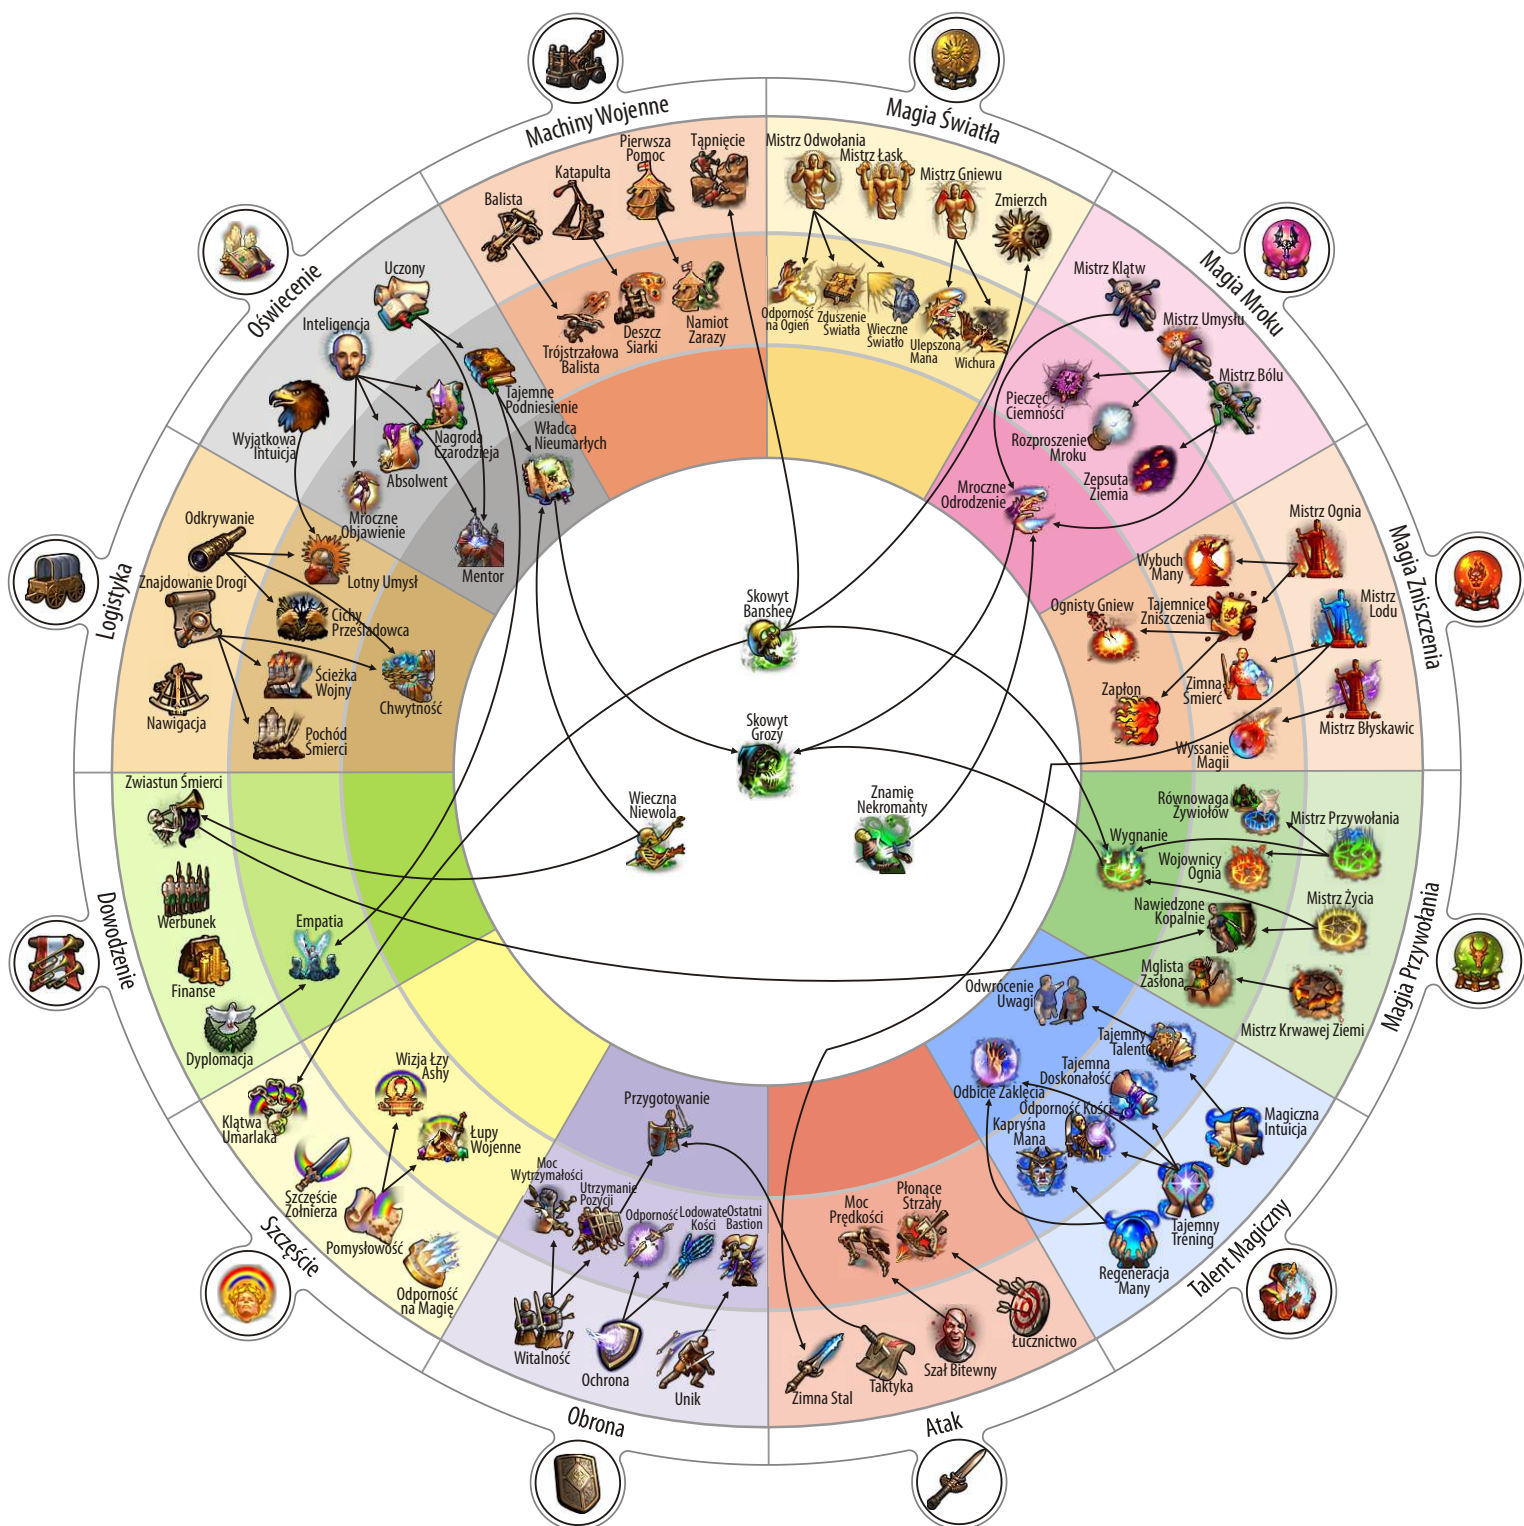 Machiny Wojenne
Balista
Katapulta
Pierwsza
Pomoc
Tąpnięcie
Trójstrzałowa
Balista
Deszcz
Siarki
Namiot
Zarazy
Magia Światła
Mistrz Odwołania
Mistrz Łask
Mistrz Gniewu
Zmierzch
Odporność
na Ogień
Zduszenie
Światła
Wieczne
Światło
Ulepszona
Mana
Wichura
Magia Mroku
Mistrz Klątw
Mistrz Umysłu
Mistrz Bólu
Pieczęć
Ciemności
Rozproszenie
Mroku
Zepsuta
Ziemia
Mroczne
Odrodzenie
Magia Zniszczenia
Mistrz Ognia
Mistrz
Lodu
Mistrz Błyskawic
Wybuch
Many
Tajemnice
Zniszczenia
Ognisty Gniew
Zimna
Śmierć
Zapłon
Wyssanie
Magii
Magia Przywołania
Równowaga
Żywiołów
Mistrz Przywołania
Wygnanie
Wojownicy
Ognia
Mistrz Życia
Nawiedzone
Kopalnie
Mglista
Zasłona
Mistrz Krwawej Ziemi
Talent Magiczny
Odwrócenie
Uwagi
Tajemny
Talent
Tajemna
Doskonałość
Odbicie Zaklęcia
Odporność Kości
Kapryśna
Mana
Magiczna
Intuicja
Tajemny
Trening
Regeneracja
Many
Atak
Moc
Prędkości
Płonące
Strzały
Łucznictwo
Szał Bitewny
Taktyka
Zimna Stal
Obrona
Przygotowanie
Moc
Wytrzymałości
Utrzymanie
Pozycji
Odporność
Lodowate
Kości
Ostatni
Bastion
Witalność
Ochrona
Unik
Szczęście
Wizja Łzy
Ashy
Klątwa
Umarlaka
Łupy
Wojenne
Szczęście
Żołnierza
Pomysłowość
Odporność
na Magię
Dowodzenie
Zwiastun Śmierci
Werbunek
Finanse
Empatia
Dyplomacja
Logistyka
Odkrywanie
Lotny Umysł
Znajdowanie Drogi
Cichy
Prześladowca
Ścieżka
Wojny
Chwytność
Nawigacja
Pochód
Śmierci
Oświecenie
Uczony
Inteligencja
Tajemne
Podniesienie
Wyjątkowa
Intuicja
Nagroda
Czarodzieja
Władca
Nieumarłych
Absolwent
Mroczne
Objawienie
Mentor
Skowyt
Banshee
Skowyt
Grozy
Wieczna
Niewola
Znamię
Nekromanty